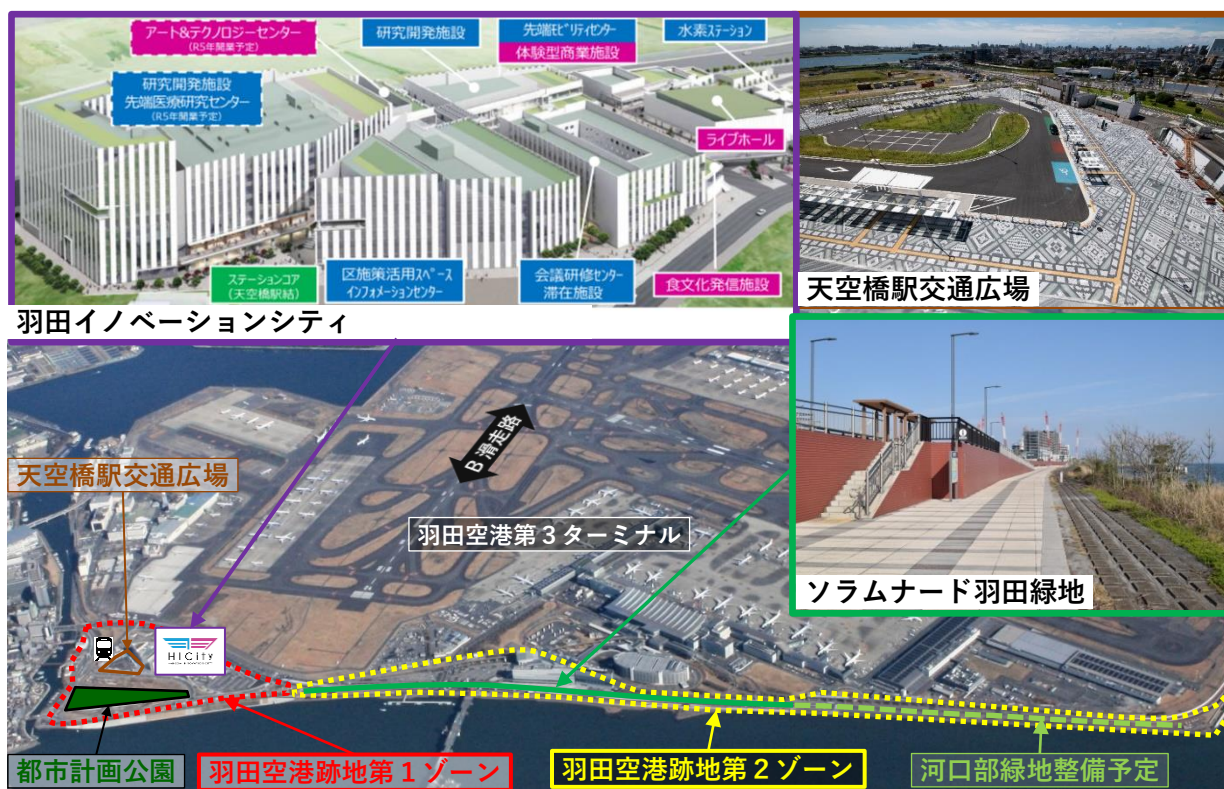 アート&テクノロジーセンター
(R5年開業予定)
研究開発施設
先端モビリティセンター
体験型商業施設
水素ステーション
研究開発施設
先端医療研究センター
(R5年開業予定)
ライブホール
ステーションコア
(天空橋駅結)
区施策活用スペース
インフォメーションセンター
会議研修センター
滞在施設
食文化発信施設
羽田イノベーションシティ
天空橋駅交通広場
B滑走路
天空橋駅交通広場
羽田空港第3ターミナル
ソラムナード羽田緑地
HICity
都市計画公園
羽田空港跡地第1ゾーン
羽田空港跡地第2ゾーン
河口部緑地整備予定